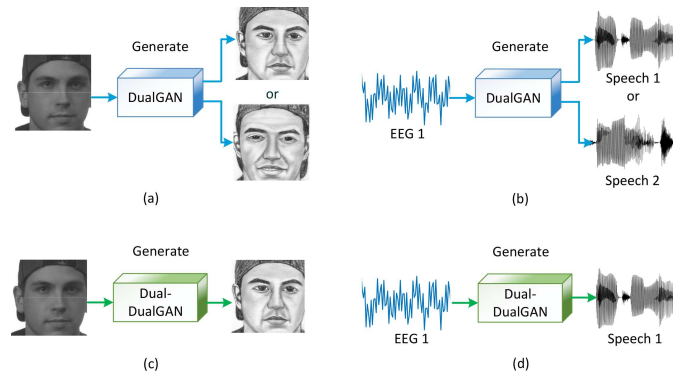 Generate
DualGAN
or
(a)
Generate
EEG 1
DualGAN
Speech 1
or
Speech 2
(b)
Generate
Dual-
DualGAN
(c)
Generate
EEG 1
Dual-
DualGAN
Speech 1
(d)